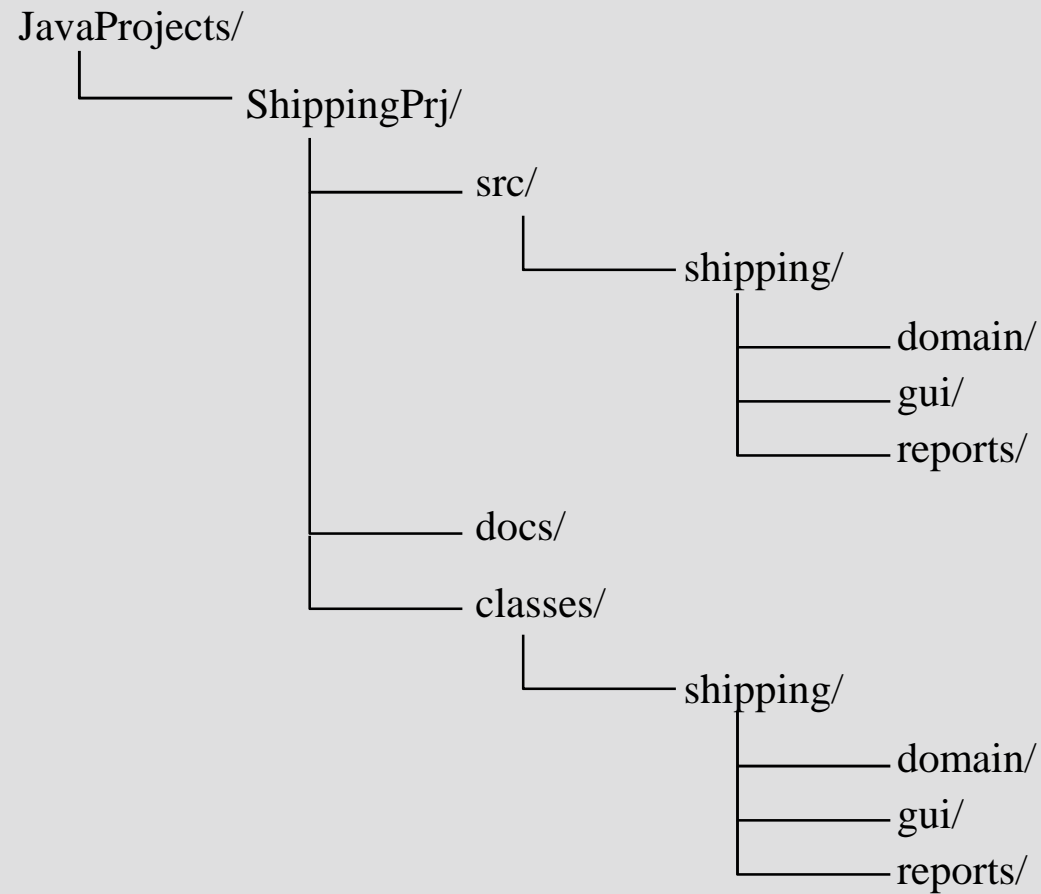 JavaProjects/
ShippingPrj/
src/
shipping/
domain/
gui/
reports/
docs/
classes/
shipping/
domain/
gui/
reports/